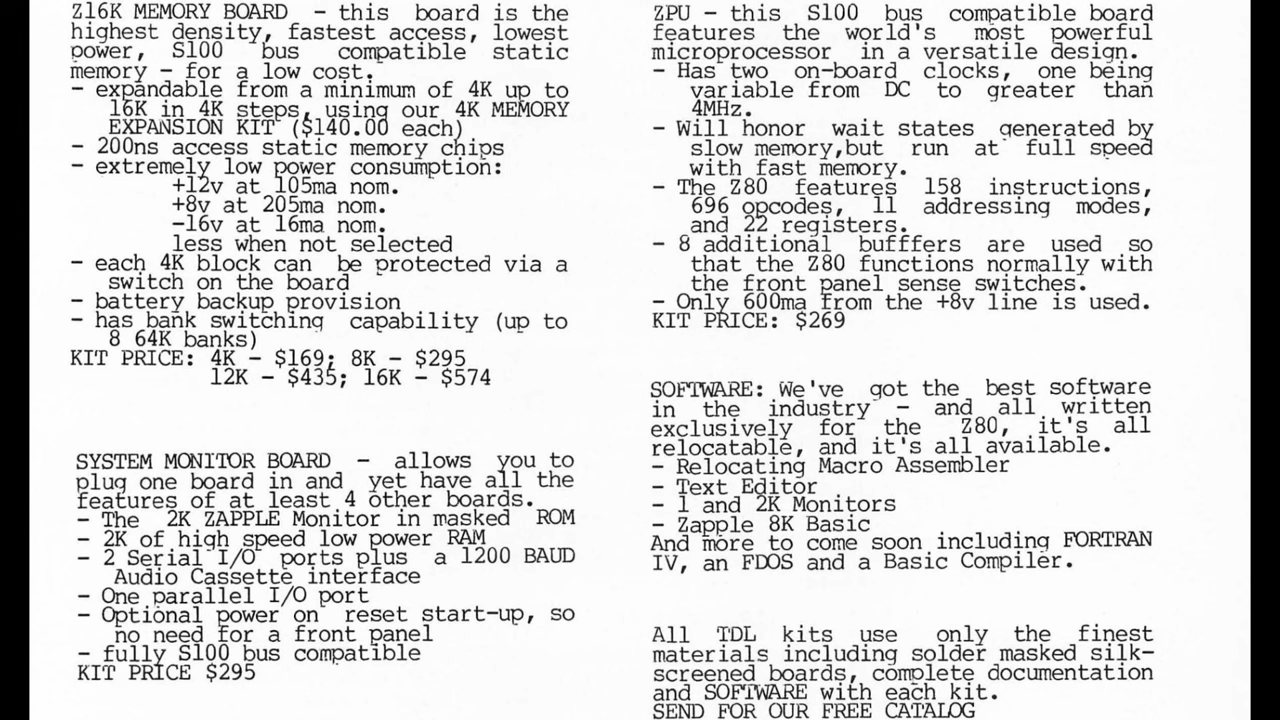 Z16K MEMORY BOARD - this board is the
highest density, fastest access, lowest
power, S100 bus compatible static
memory - for a low cost.
- expandable from a minimum of 4K up to
16K in 4K steps, using our 4K MEMORY
EXPANSION KIT ($140.00 each)
- 200ns access static memory chips
- extremely low power consumption:
+12v at 105ma nom.
+8v at 205ma nom.
-16v at 16ma nom.
less when not selected
- each 4K block can be protected via a
switch on the board
- battery backup provision
- has bank switching capability (up to
8 64K banks)
KIT PRICE: 4K - $169; 8K - $295
12K - $435; 16K - $574
SYSTEM MONITOR BOARD - allows you to
plug one board in and yet have all the
features of at least 4 other boards.
- The 2K ZAPPLE Monitor in masked ROM
- 2K of high speed low power RAM
- 2 Serial I/O ports plus a 1200 BAUD
Audio Cassette interface
- One parallel I/O port
- Optional power on reset start-up, so
no need for a front panel
- fully S100 bus compatible
KIT PRICE $295
ZPU - this S100 bus compatible board
features the world's most powerful
microprocessor in a versatile design.
- Has two on-board clocks, one being
variable from DC to greater than
4MHz.
- Will honor wait states generated by
slow memory,but run at full speed
with fast memory.
- The Z80 features 158 instructions,
696 opcodes, 11 addressing modes,
and 22 registers.
- 8 additional bufffers are used so
that the Z80 functions normally with
the front panel sense switches.
- Only 600ma from the +8v line is used.
KIT PRICE: $269
SOFTWARE: We've got the best software
in the industry - and all written
exclusively for the Z80, it's all
relocatable, and it's all available.
- Relocating Macro Assembler
- Text Editor
- 1 and 2K Monitors
- Zapple 8K Basic
And more to come soon including FORTRAN
IV, an FDOS and a Basic Compiler.
All TDL kits use only the finest
materials including solder masked silk-
screened boards, complete documentation
and SOFTWARE with each kit.
SEND FOR OUR FREE CATALOG